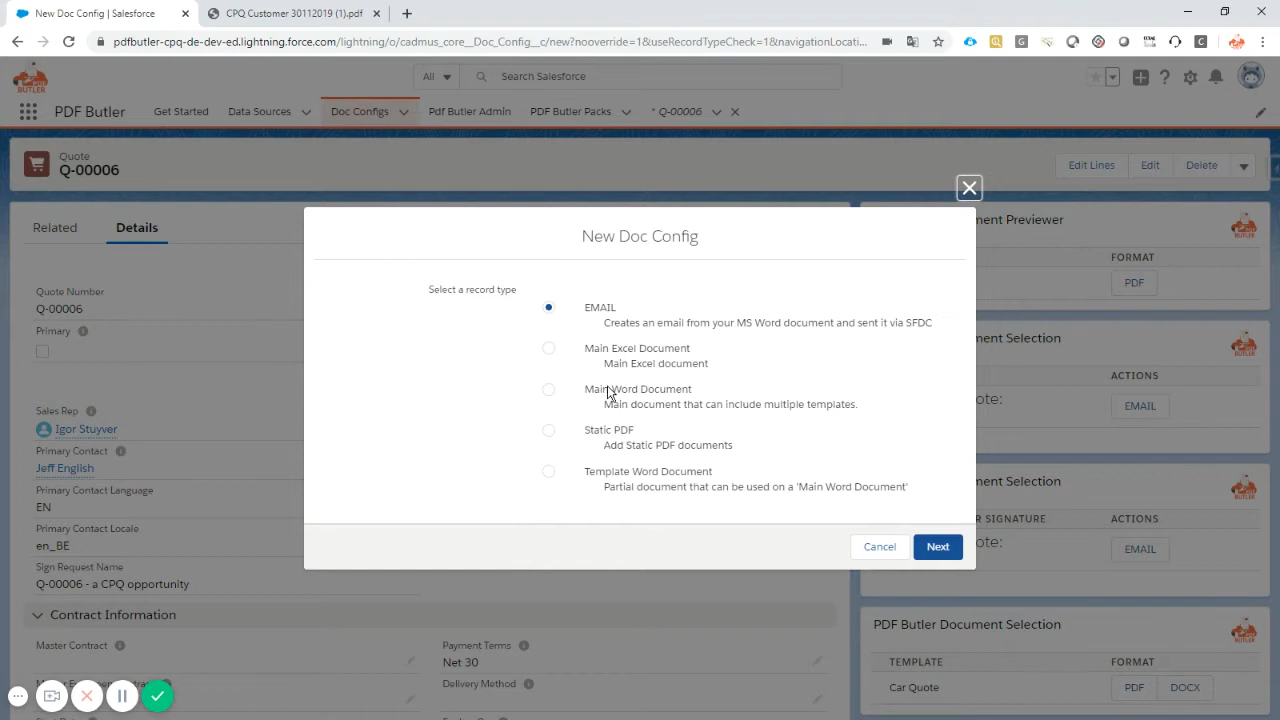 New Doc Config | Salesforce
CPQ Customer 30112019 (1).pdf
pdfbutler-cpq-de-dev-ed.lightning.force.com/lightning/o/cadmus_core__Doc_Config__c/new?nooverride=1&useRecordTypeCheck=1&navigationLocati...
PDF BUTLER
All
Search Salesforce
PDF Butler
Get Started
Data Sources
Doc Configs
Pdf Butler Admin
PDF Butler Packs
* Q-00006
Quote
Q-00006
Edit Lines
Edit
Delete
Related
Details
Quote Number
Q-00006
Primary
Sales Rep
Igor Stuyver
Primary Contact
Jeff English
Primary Contact Language
EN
Primary Contact Locale
en_BE
Sign Request Name
Q-00006 - a CPQ opportunity
Contract Information
Master Contract
Payment Terms
Net 30
Delivery Method
New Doc Config
Select a record type
EMAIL
Creates an email from your MS Word document and sent it via SFDC
Main Excel Document
Main Excel document
Main Word Document
Main document that can include multiple templates.
Static PDF
Add Static PDF documents
Template Word Document
Partial document that can be used on a 'Main Word Document'
Cancel
Next
ment Previewer
FORMAT
PDF
ment Selection
ACTIONS
ote:
EMAIL
ment Selection
R SIGNATURE
ACTIONS
ote:
EMAIL
PDF Butler Document Selection
TEMPLATE
FORMAT
Car Quote
PDF
DOCX